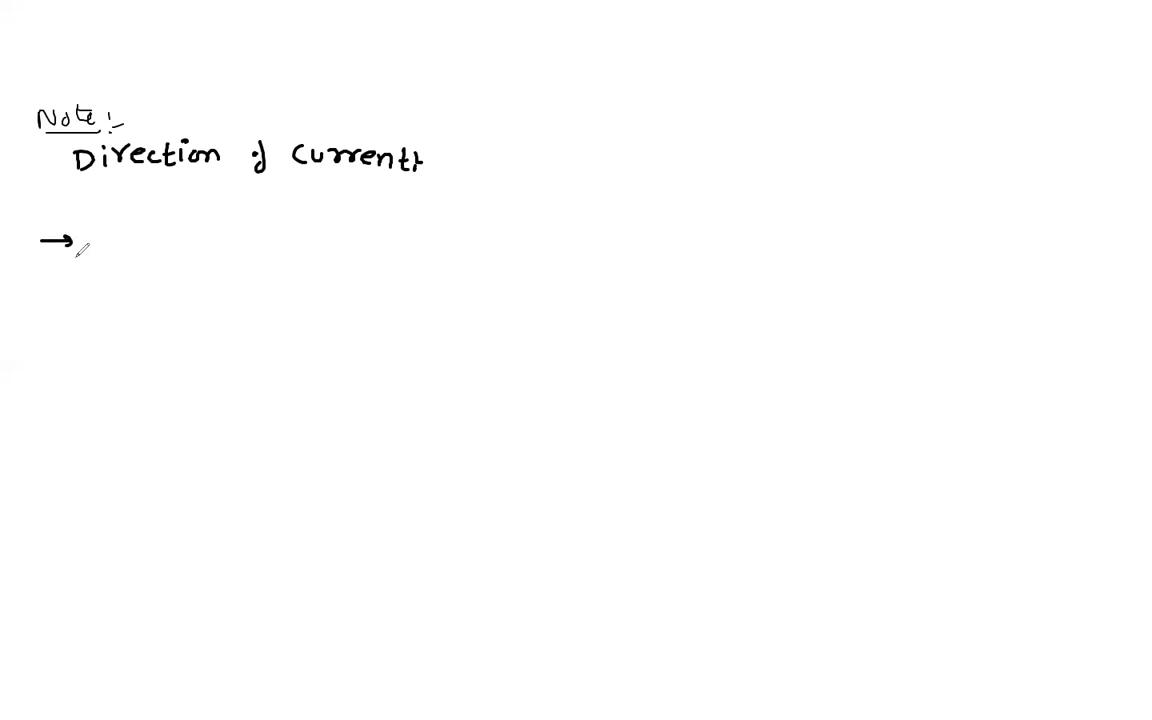 Note:-
Direction of Current:
→